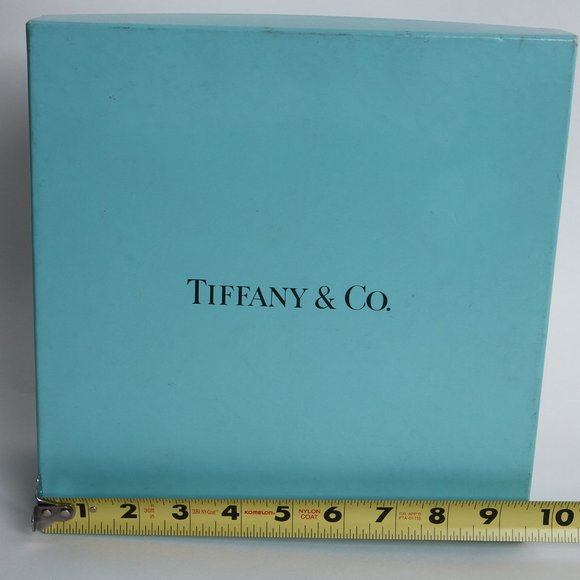 TIFFANY & CO.
1 2 3 4 5 6 7 8 9 10
KOMELON
NYLON
COAT